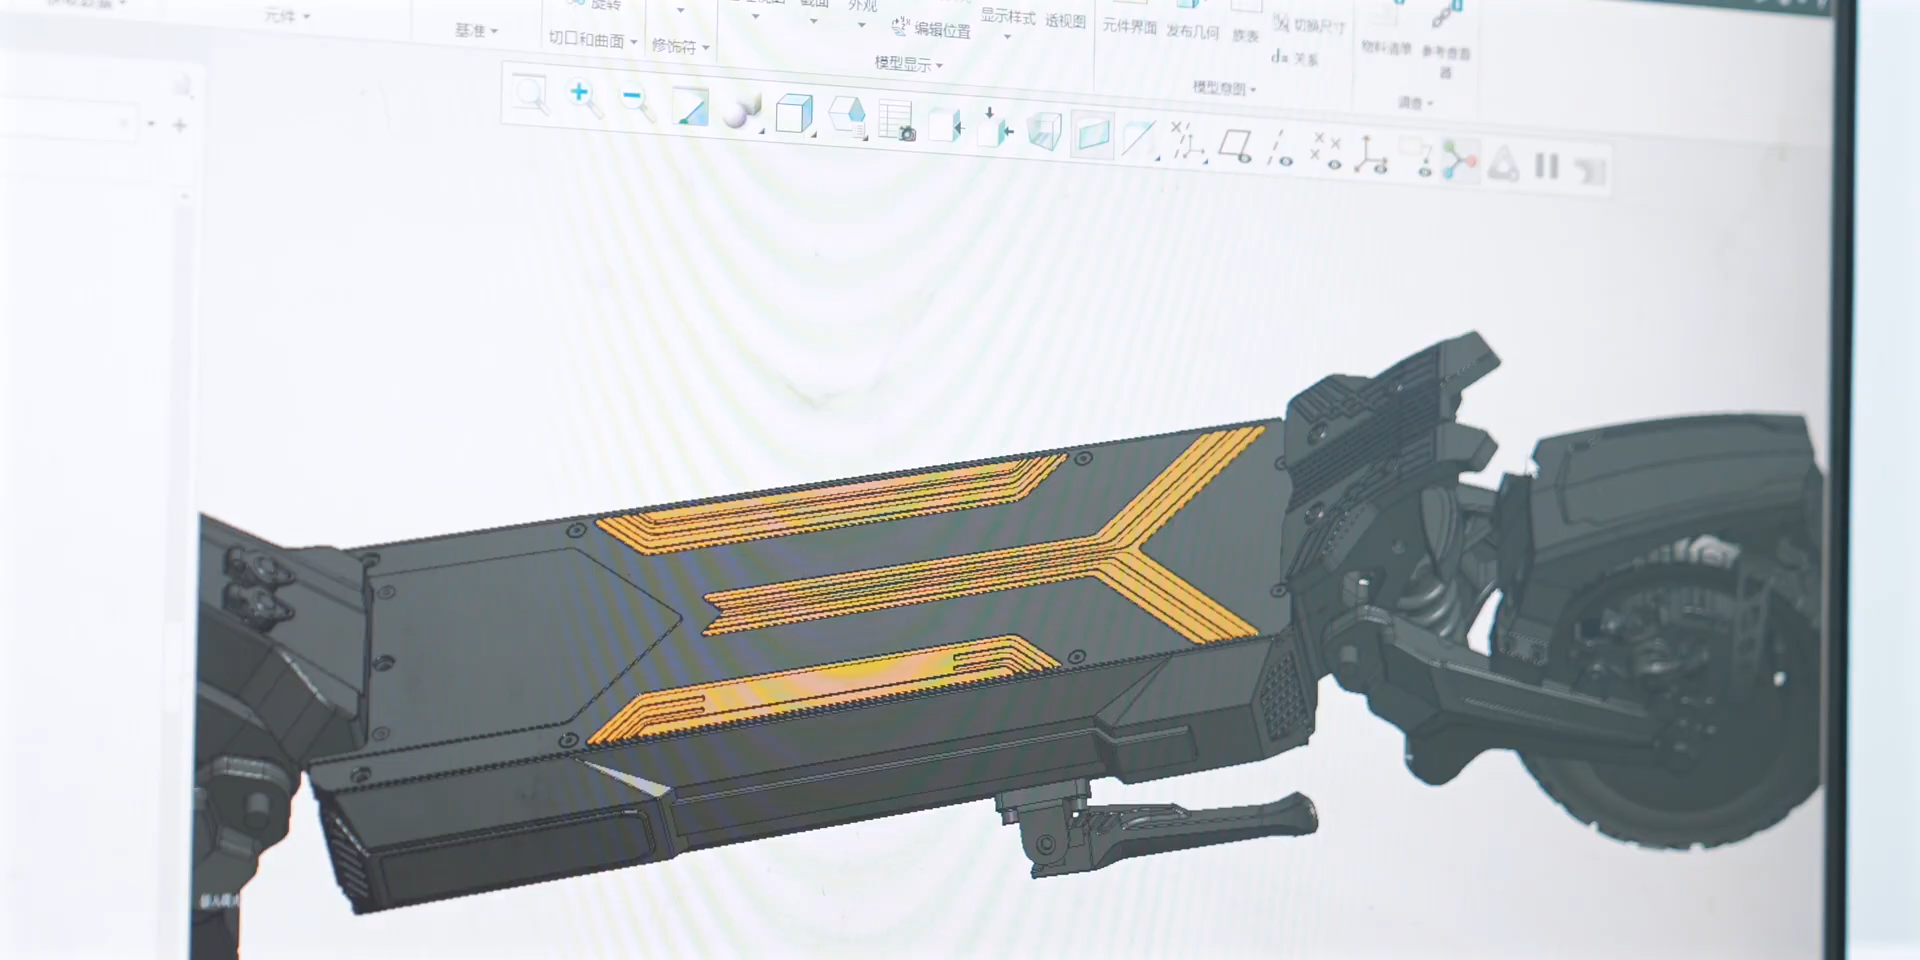 旋转
外观
元件
基准
切口和曲面
修饰符
编辑位置
显示样式
透视图
模型显示
元件界面
发布几何
族表
切换尺寸
d= 关系
模型意图
物料清单
参考查看器
调查